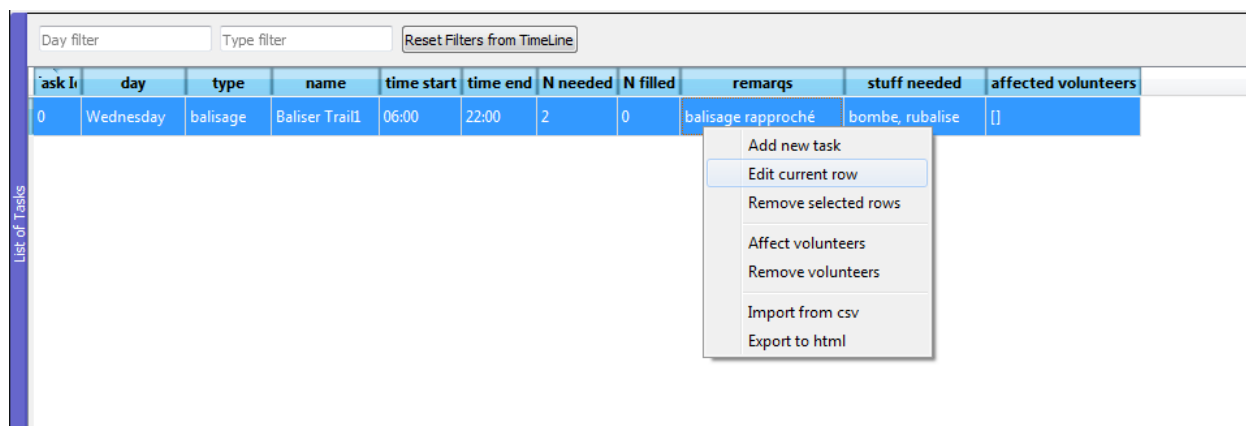 Day filter
Type filter
Reset Filters from TimeLine
Task Id day type name time start time end N needed N filled remarqs stuff needed affected volunteers
0 Wednesday balisage Baliser Trail1 06:00 22:00 2 0 balisage rapproché bombe, rubalise []
Add new task
Edit current row
Remove selected rows
Affect volunteers
Remove volunteers
Import from csv
Export to html
List of Tasks